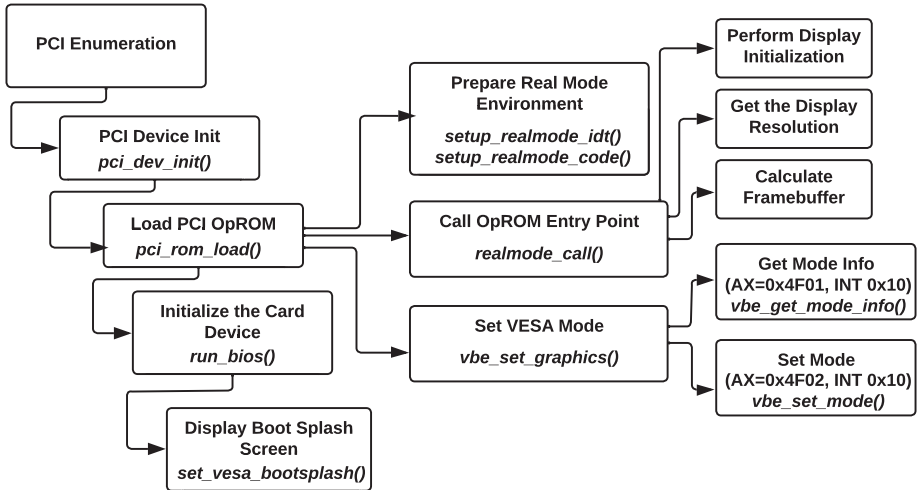 PCI Enumeration
PCI Device Init
pci_dev_init()
Load PCI OpROM
pci_rom_load()
Initialize the Card
Device
run_bios()
Display Boot Splash
Screen
set_vesa_bootsplash()
Prepare Real Mode
Environment
setup_realmode_idt()
setup_realmode_code()
Call OpROM Entry Point
realmode_call()
Set VESA Mode
vbe_set_graphics()
Perform Display
Initialization
Get the Display
Resolution
Calculate
Framebuffer
Get Mode Info
(AX=0x4F01, INT 0x10)
vbe_get_mode_info()
Set Mode
(AX=0x4F02, INT 0x10)
vbe_set_mode()